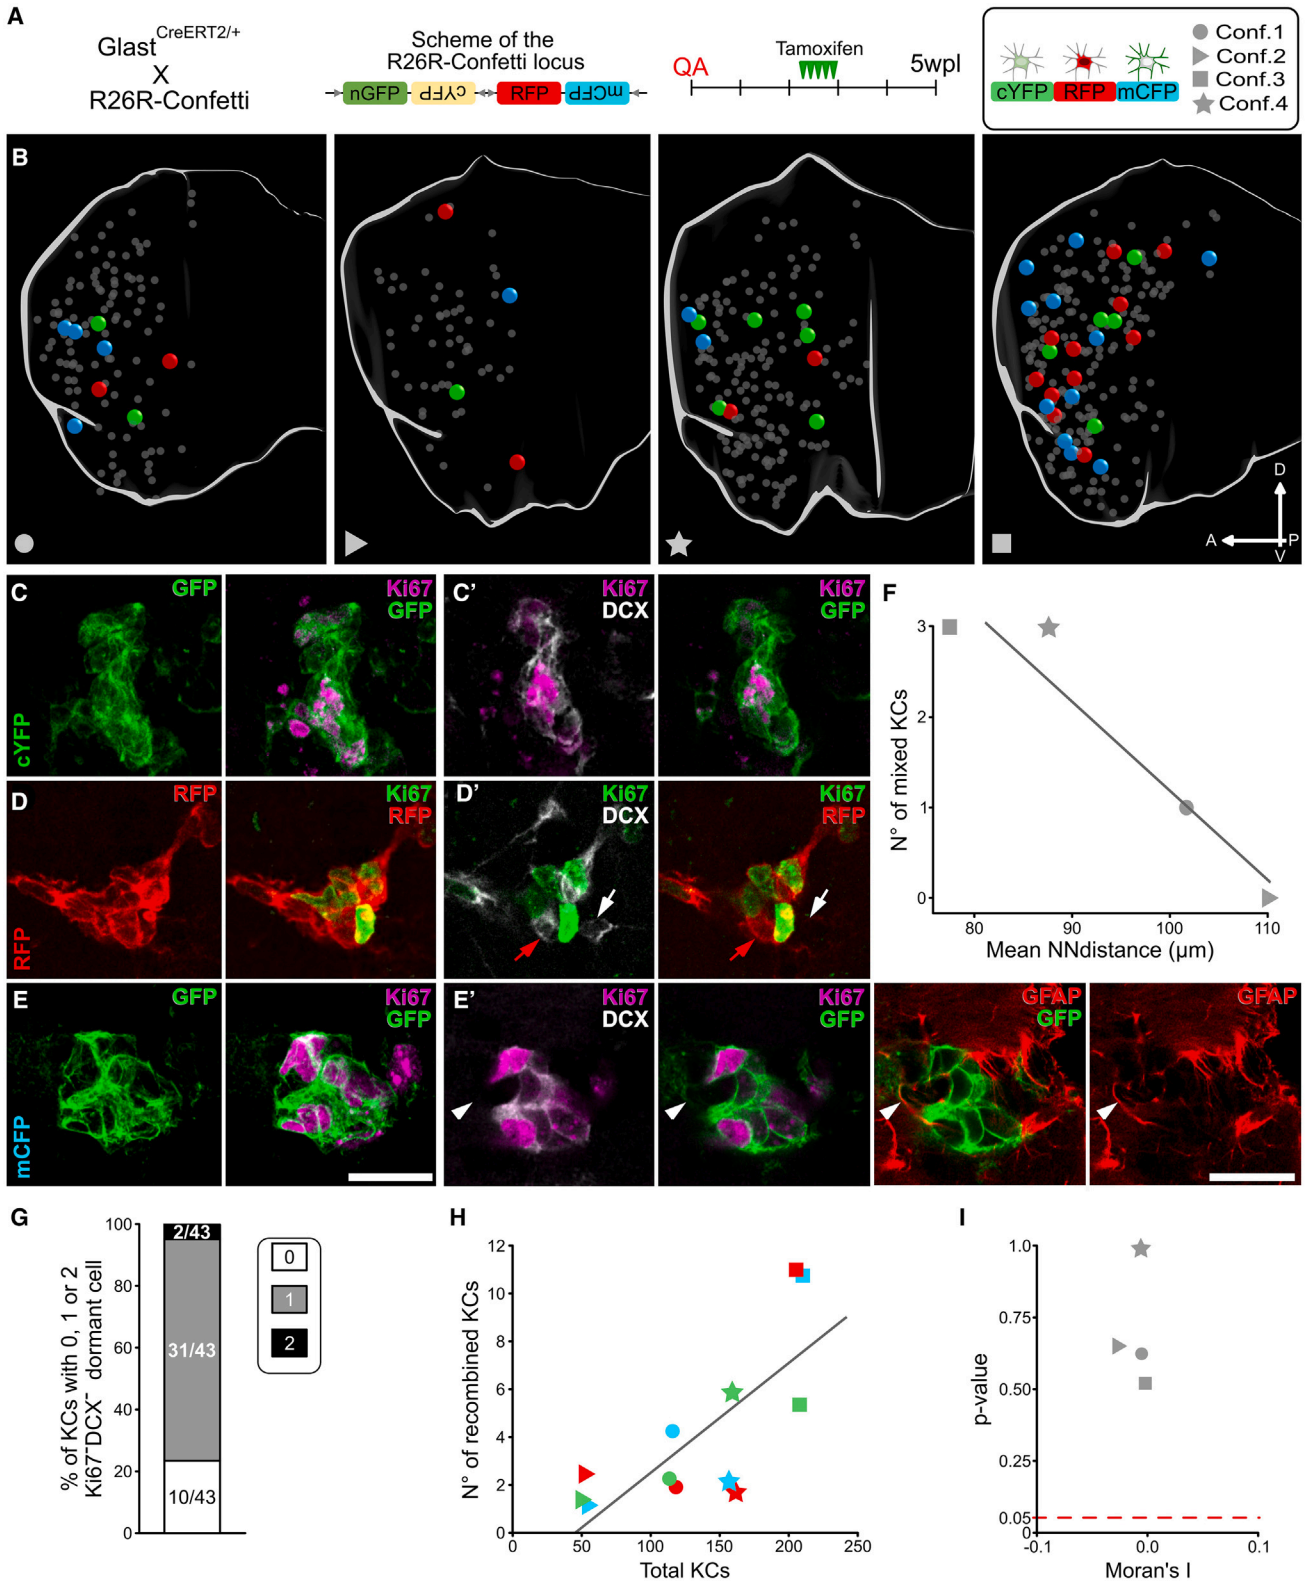 A
Glast CreERT2/+
X
R26R-Confetti
Scheme of the
R26R-Confetti locus
nGFP cYFP RFP mCFP
QA
Tamoxifen
5wpl
cYFP RFP mCFP
Conf.1
Conf.2
Conf.3
Conf.4
B
D
A P
V
C
GFP
cYFP
Ki67
GFP
C'
Ki67
DCX
Ki67
GFP
D
RFP
RFP
Ki67
RFP
D'
Ki67
DCX
Ki67
RFP
E
GFP
mCFP
Ki67
GFP
E'
Ki67
DCX
Ki67
GFP
GFAP
GFP
GFAP
F
N° of mixed KCs
3
2
1
0
80 90 100 110
Mean NNdistance (µm)
G
% of KCs with 0, 1 or 2
Ki67-DCX- dormant cell
100
80
60
40
20
0
2/43
31/43
10/43
0
1
2
H
N° of recombined KCs
12
10
8
6
4
2
0
0 50 100 150 200 250
Total KCs
I
p-value
1.0
0.75
0.50
0.25
0.05
0
-0.1 0.0 0.1
Moran's I